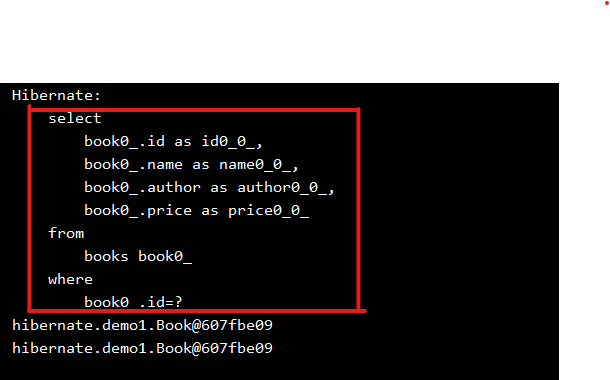 Hibernate:
select
book0_.id as id0_0_,
book0_.name as name0_0_,
book0_.author as author0_0_,
book0_.price as price0_0_
from
books book0_
where
book0_.id=?
hibernate.demo1.Book@607fbe09
hibernate.demo1.Book@607fbe09